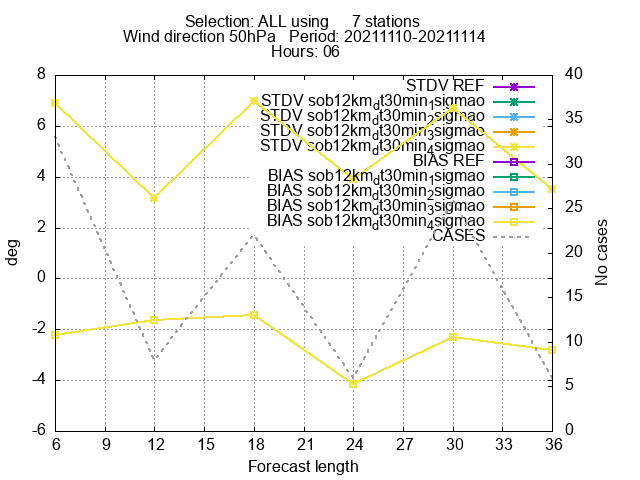 Selection: ALL using     7 stations
Wind direction 50hPa   Period: 20211110-20211114
Hours: 06
8
6
4
2
0
-2
-4
-6
deg
40
35
30
25
20
15
10
5
0
No cases
STDV REF
STDV sob12km_dt30min_1sigmao
STDV sob12km_dt30min_2sigmao
STDV sob12km_dt30min_3sigmao
STDV sob12km_dt30min_4sigmao
BIAS REF
BIAS sob12km_dt30min_1sigmao
BIAS sob12km_dt30min_2sigmao
BIAS sob12km_dt30min_3sigmao
BIAS sob12km_dt30min_4sigmao
CASES
6 9 12 15 18 21 24 27 30 33 36
Forecast length